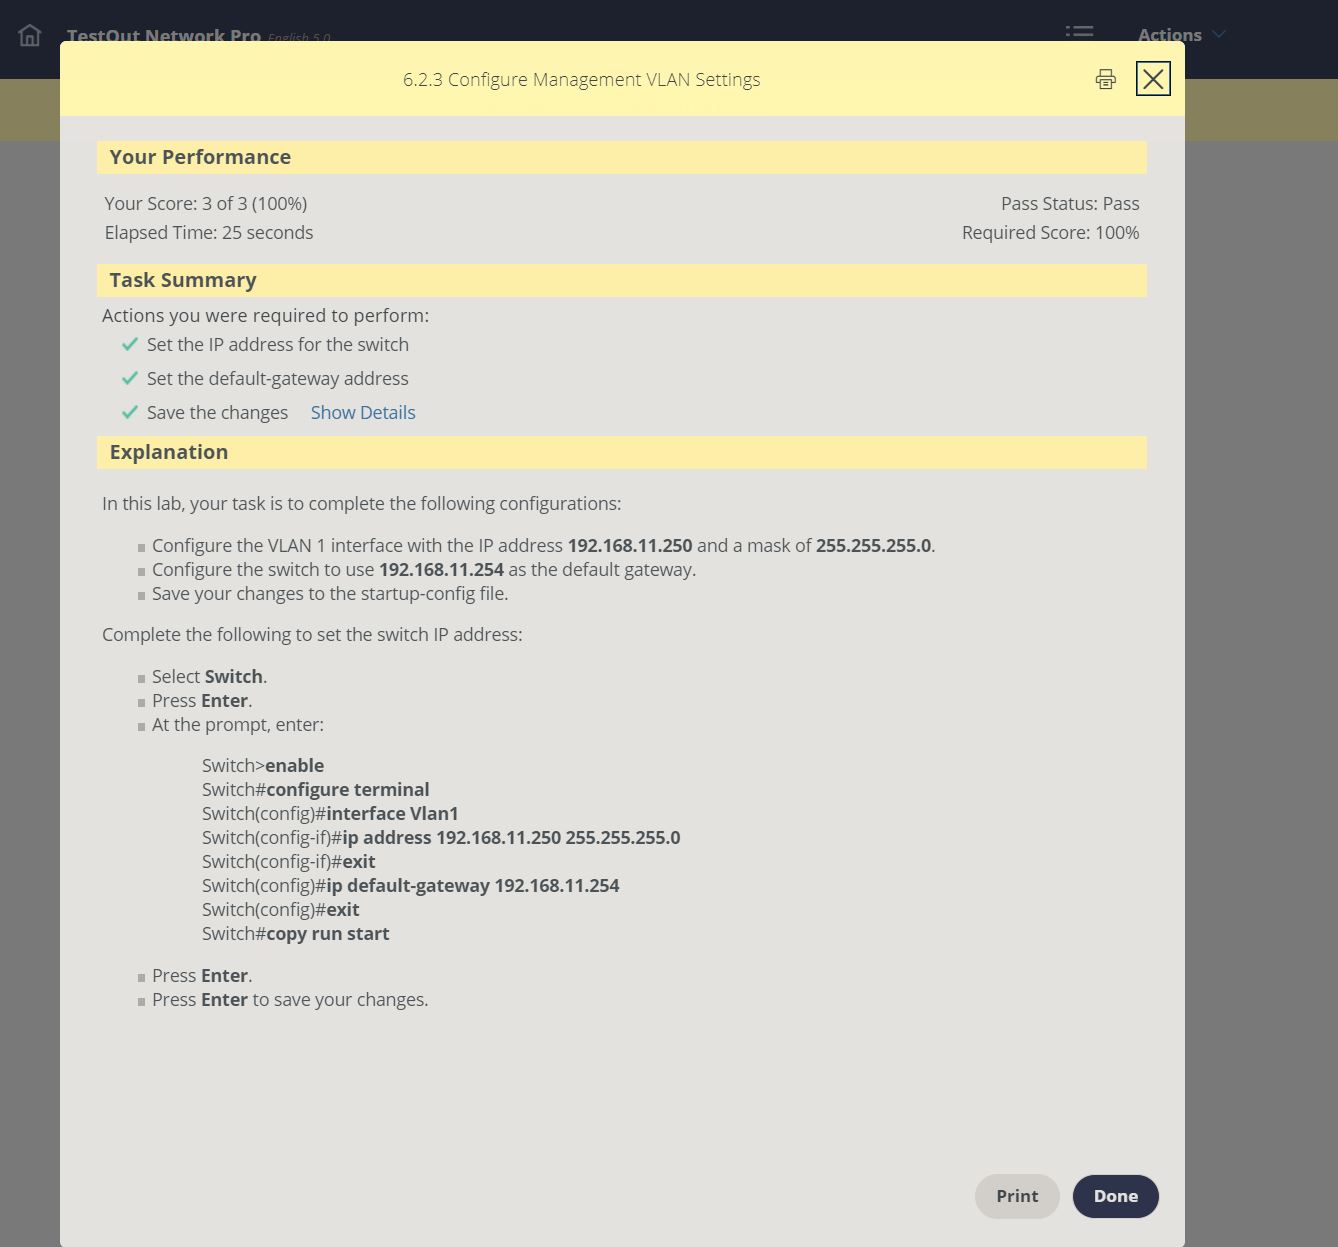 TestOut Network Pro English 5.0
Actions
6.2.3 Configure Management VLAN Settings
Your Performance
Your Score: 3 of 3 (100%)
Pass Status: Pass
Elapsed Time: 25 seconds
Required Score: 100%
Task Summary
Actions you were required to perform:
Set the IP address for the switch
Set the default-gateway address
Save the changes Show Details
Explanation
In this lab, your task is to complete the following configurations:
Configure the VLAN 1 interface with the IP address 192.168.11.250 and a mask of 255.255.255.0.
Configure the switch to use 192.168.11.254 as the default gateway.
Save your changes to the startup-config file.
Complete the following to set the switch IP address:
Select Switch.
Press Enter.
At the prompt, enter:
Switch>enable
Switch#configure terminal
Switch(config)#interface Vlan1
Switch(config-if)#ip address 192.168.11.250 255.255.255.0
Switch(config-if)#exit
Switch(config)#ip default-gateway 192.168.11.254
Switch(config)#exit
Switch#copy run start
Press Enter.
Press Enter to save your changes.
Print
Done